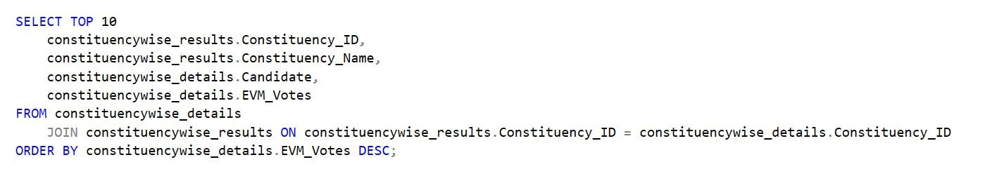 SELECT TOP 10
    constituencywise_results.Constituency_ID,
    constituencywise_results.Constituency_Name,
    constituencywise_details.Candidate,
    constituencywise_details.EVM_Votes
FROM constituencywise_details
    JOIN constituencywise_results ON constituencywise_results.Constituency_ID = constituencywise_details.Constituency_ID
ORDER BY constituencywise_details.EVM_Votes DESC;